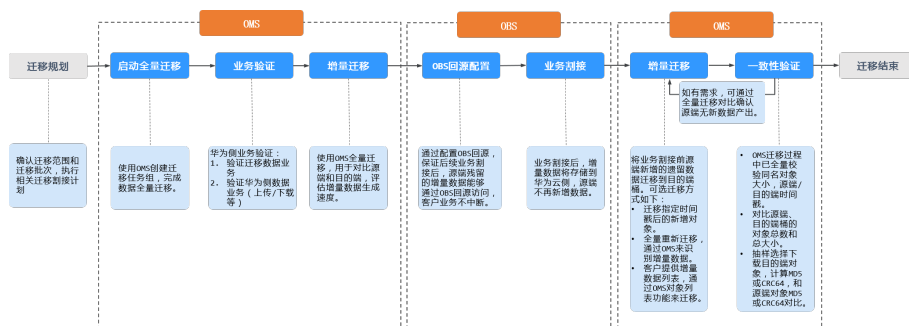 OMS
OBS
OMS
迁移规划
启动全量迁移
业务验证
增量迁移
OBS回源配置
业务割接
增量迁移
一致性验证
迁移结束
如有需求，可通过
全量迁移对比确认
源端无新数据产出。
确认迁移范围和
迁移批次，执行
相关迁移割接计
划
使用OMS创建迁
移任务组，完成
数据全量迁移。
华为侧业务验证：
1. 验证迁移数据业
务
2. 验证华为侧数据
业务（上传/下载
等）
使用OMS全量迁
移，用于对比源
端和目的端，评
估增量数据生成
速度。
通过配置OBS回源，
保证后续业务割
接后，源端残留
的增量数据能够
通过OBS回源访问，
客户业务不中断。
业务割接后，增
量数据将存储到
华为云侧，源端
不再新增数据。
将业务割接前源
端新增的遗留数
据迁移到目的端
桶。可选迁移方
式如下：
• 迁移指定时间
戳后的新增对
象。
• 全量重新迁移，
通过OMS来识
别增量数据。
• 客户提供增量
数据列表，通
过OMS对象列
表功能来迁移。
• OMS迁移过程
中已全量校
验同名对象
大小，源端/
目的端时间
戳。
• 对比源端、
目的端桶的
对象总数和
总大小。
• 抽样选择下
载目的端对
象，计算MD5
或CRC64，和
源端对象MD5
或CRC64对比。